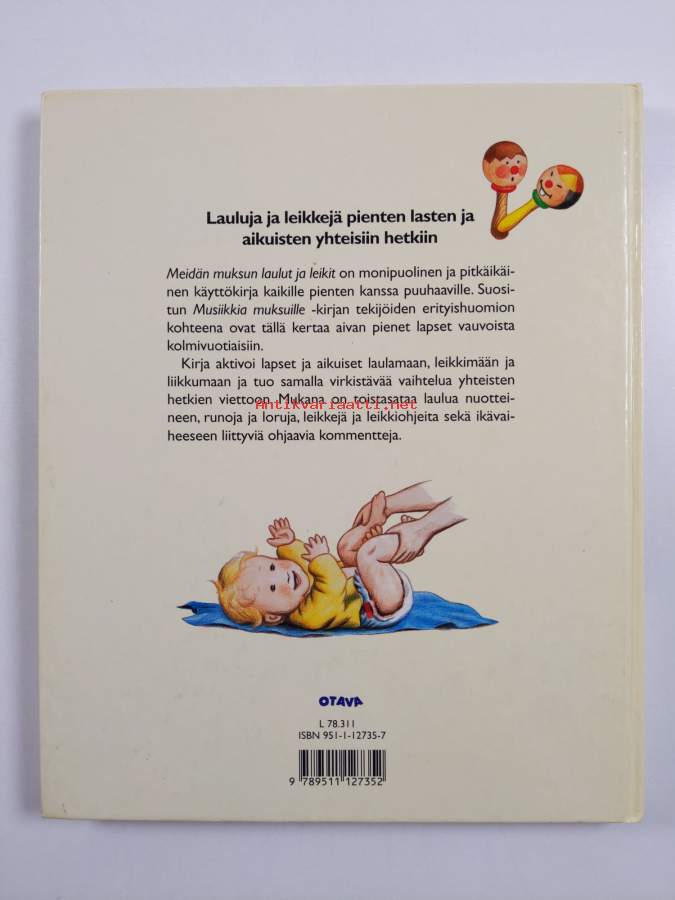 Lauluja ja leikkejä pienten lasten ja
aikuisten yhteisiin hetkiin
Meidän muksun laulut ja leikit on monipuolinen ja pitkäikäi-
nen käyttökirja kaikille pienten kanssa puuhaaville. Suosi-
tun Musiikkia muksuille -kirjan tekijöiden erityishuomion
kohteena ovat tällä kertaa aivan pienet lapset vauvoista
kolmivuotiaisiin.
Kirja aktivoi lapset ja aikuiset laulamaan, leikkimään ja
liikkumaan ja tuo samalla virkistävää vaihtelua yhteisten
hetkien viettoon. Mukana on toistasataa laulua nuottei-
Antikvariaatti.net
neen, runoja ja loruja, leikkejä ja leikkiohjeita sekä ikävai-
heeseen liittyviä ohjaavia kommentteja.
OTAVA
L 78.311
ISBN 951-1-12735-7
9 789511 127352